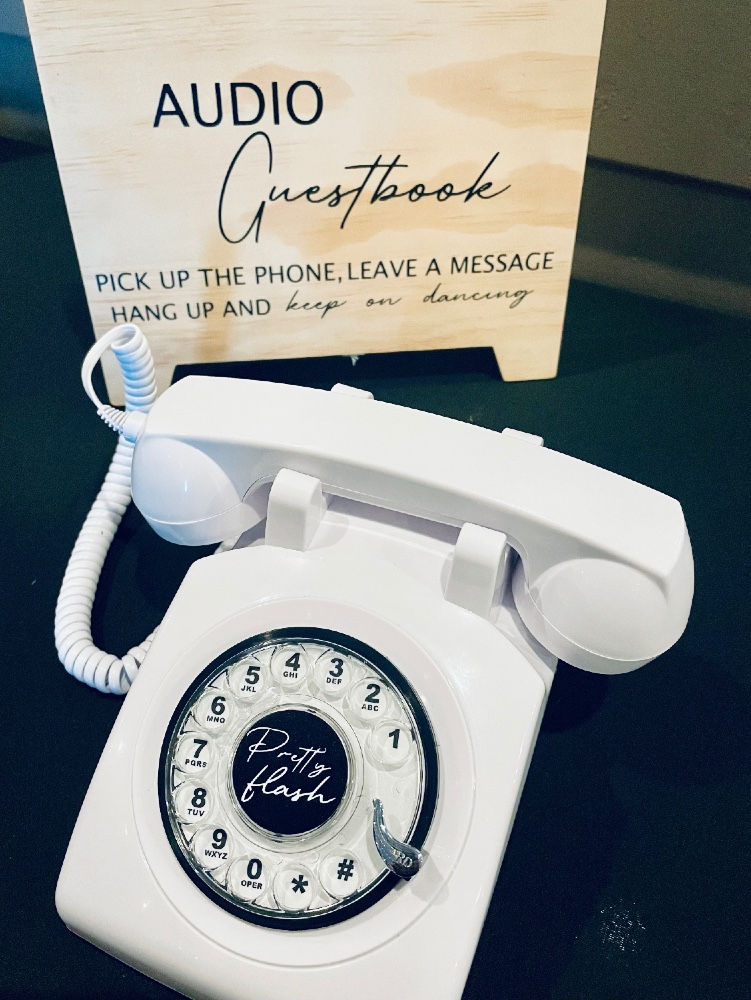 AUDIO
Guestbook
PICK UP THE PHONE, LEAVE A MESSAGE
HANG UP AND keep on dancing
1
2
ABC
3
DEF
4
GHI
5
JKL
6
MNO
7
PQRS
8
TUV
9
WXYZ
0
OPER
*
#
Pretty
flash